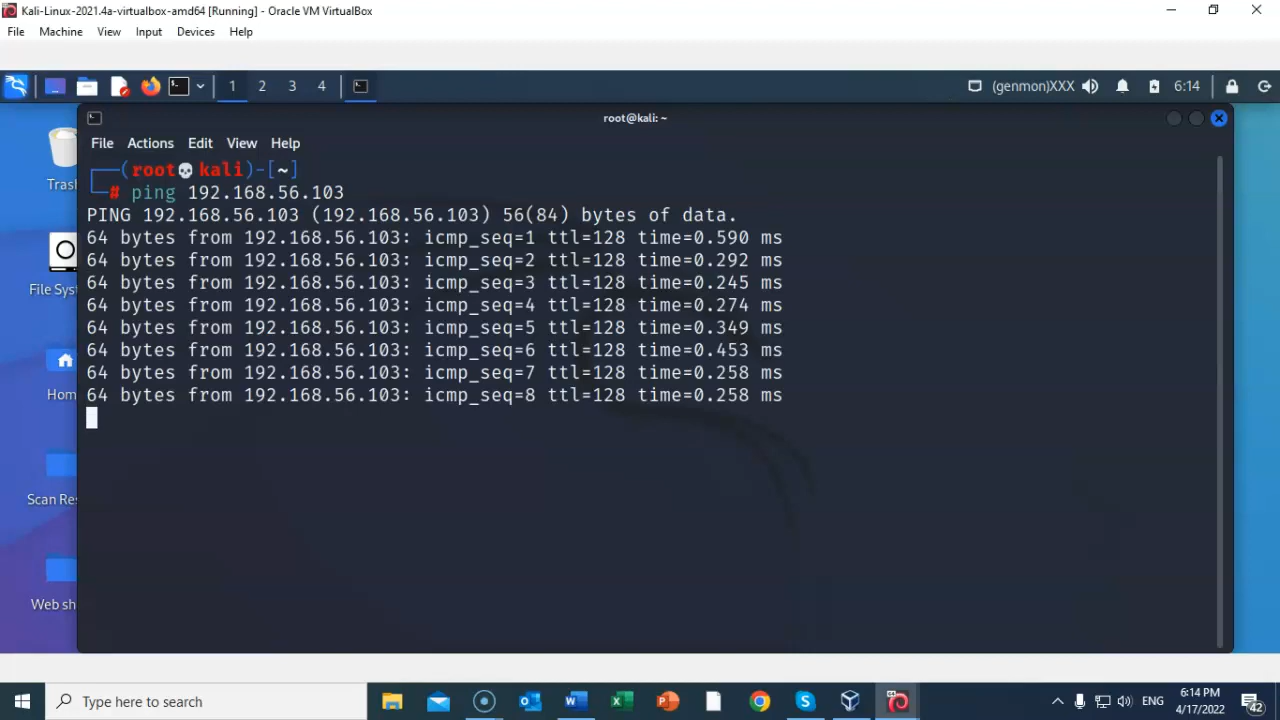 Kali-Linux-2021.4a-virtualbox-amd64 [Running] - Oracle VM VirtualBox
File Machine View Input Devices Help
1 2 3 4 (genmon)XXX 6:14
root@kali: ~
File Actions Edit View Help
Trash
File Sys
Home
Scan Res
Web sh
┌──(root💀kali)-[~]
└─# ping 192.168.56.103
PING 192.168.56.103 (192.168.56.103) 56(84) bytes of data.
64 bytes from 192.168.56.103: icmp_seq=1 ttl=128 time=0.590 ms
64 bytes from 192.168.56.103: icmp_seq=2 ttl=128 time=0.292 ms
64 bytes from 192.168.56.103: icmp_seq=3 ttl=128 time=0.245 ms
64 bytes from 192.168.56.103: icmp_seq=4 ttl=128 time=0.274 ms
64 bytes from 192.168.56.103: icmp_seq=5 ttl=128 time=0.349 ms
64 bytes from 192.168.56.103: icmp_seq=6 ttl=128 time=0.453 ms
64 bytes from 192.168.56.103: icmp_seq=7 ttl=128 time=0.258 ms
64 bytes from 192.168.56.103: icmp_seq=8 ttl=128 time=0.258 ms
Type here to search
ENG
6:14 PM
4/17/2022
42